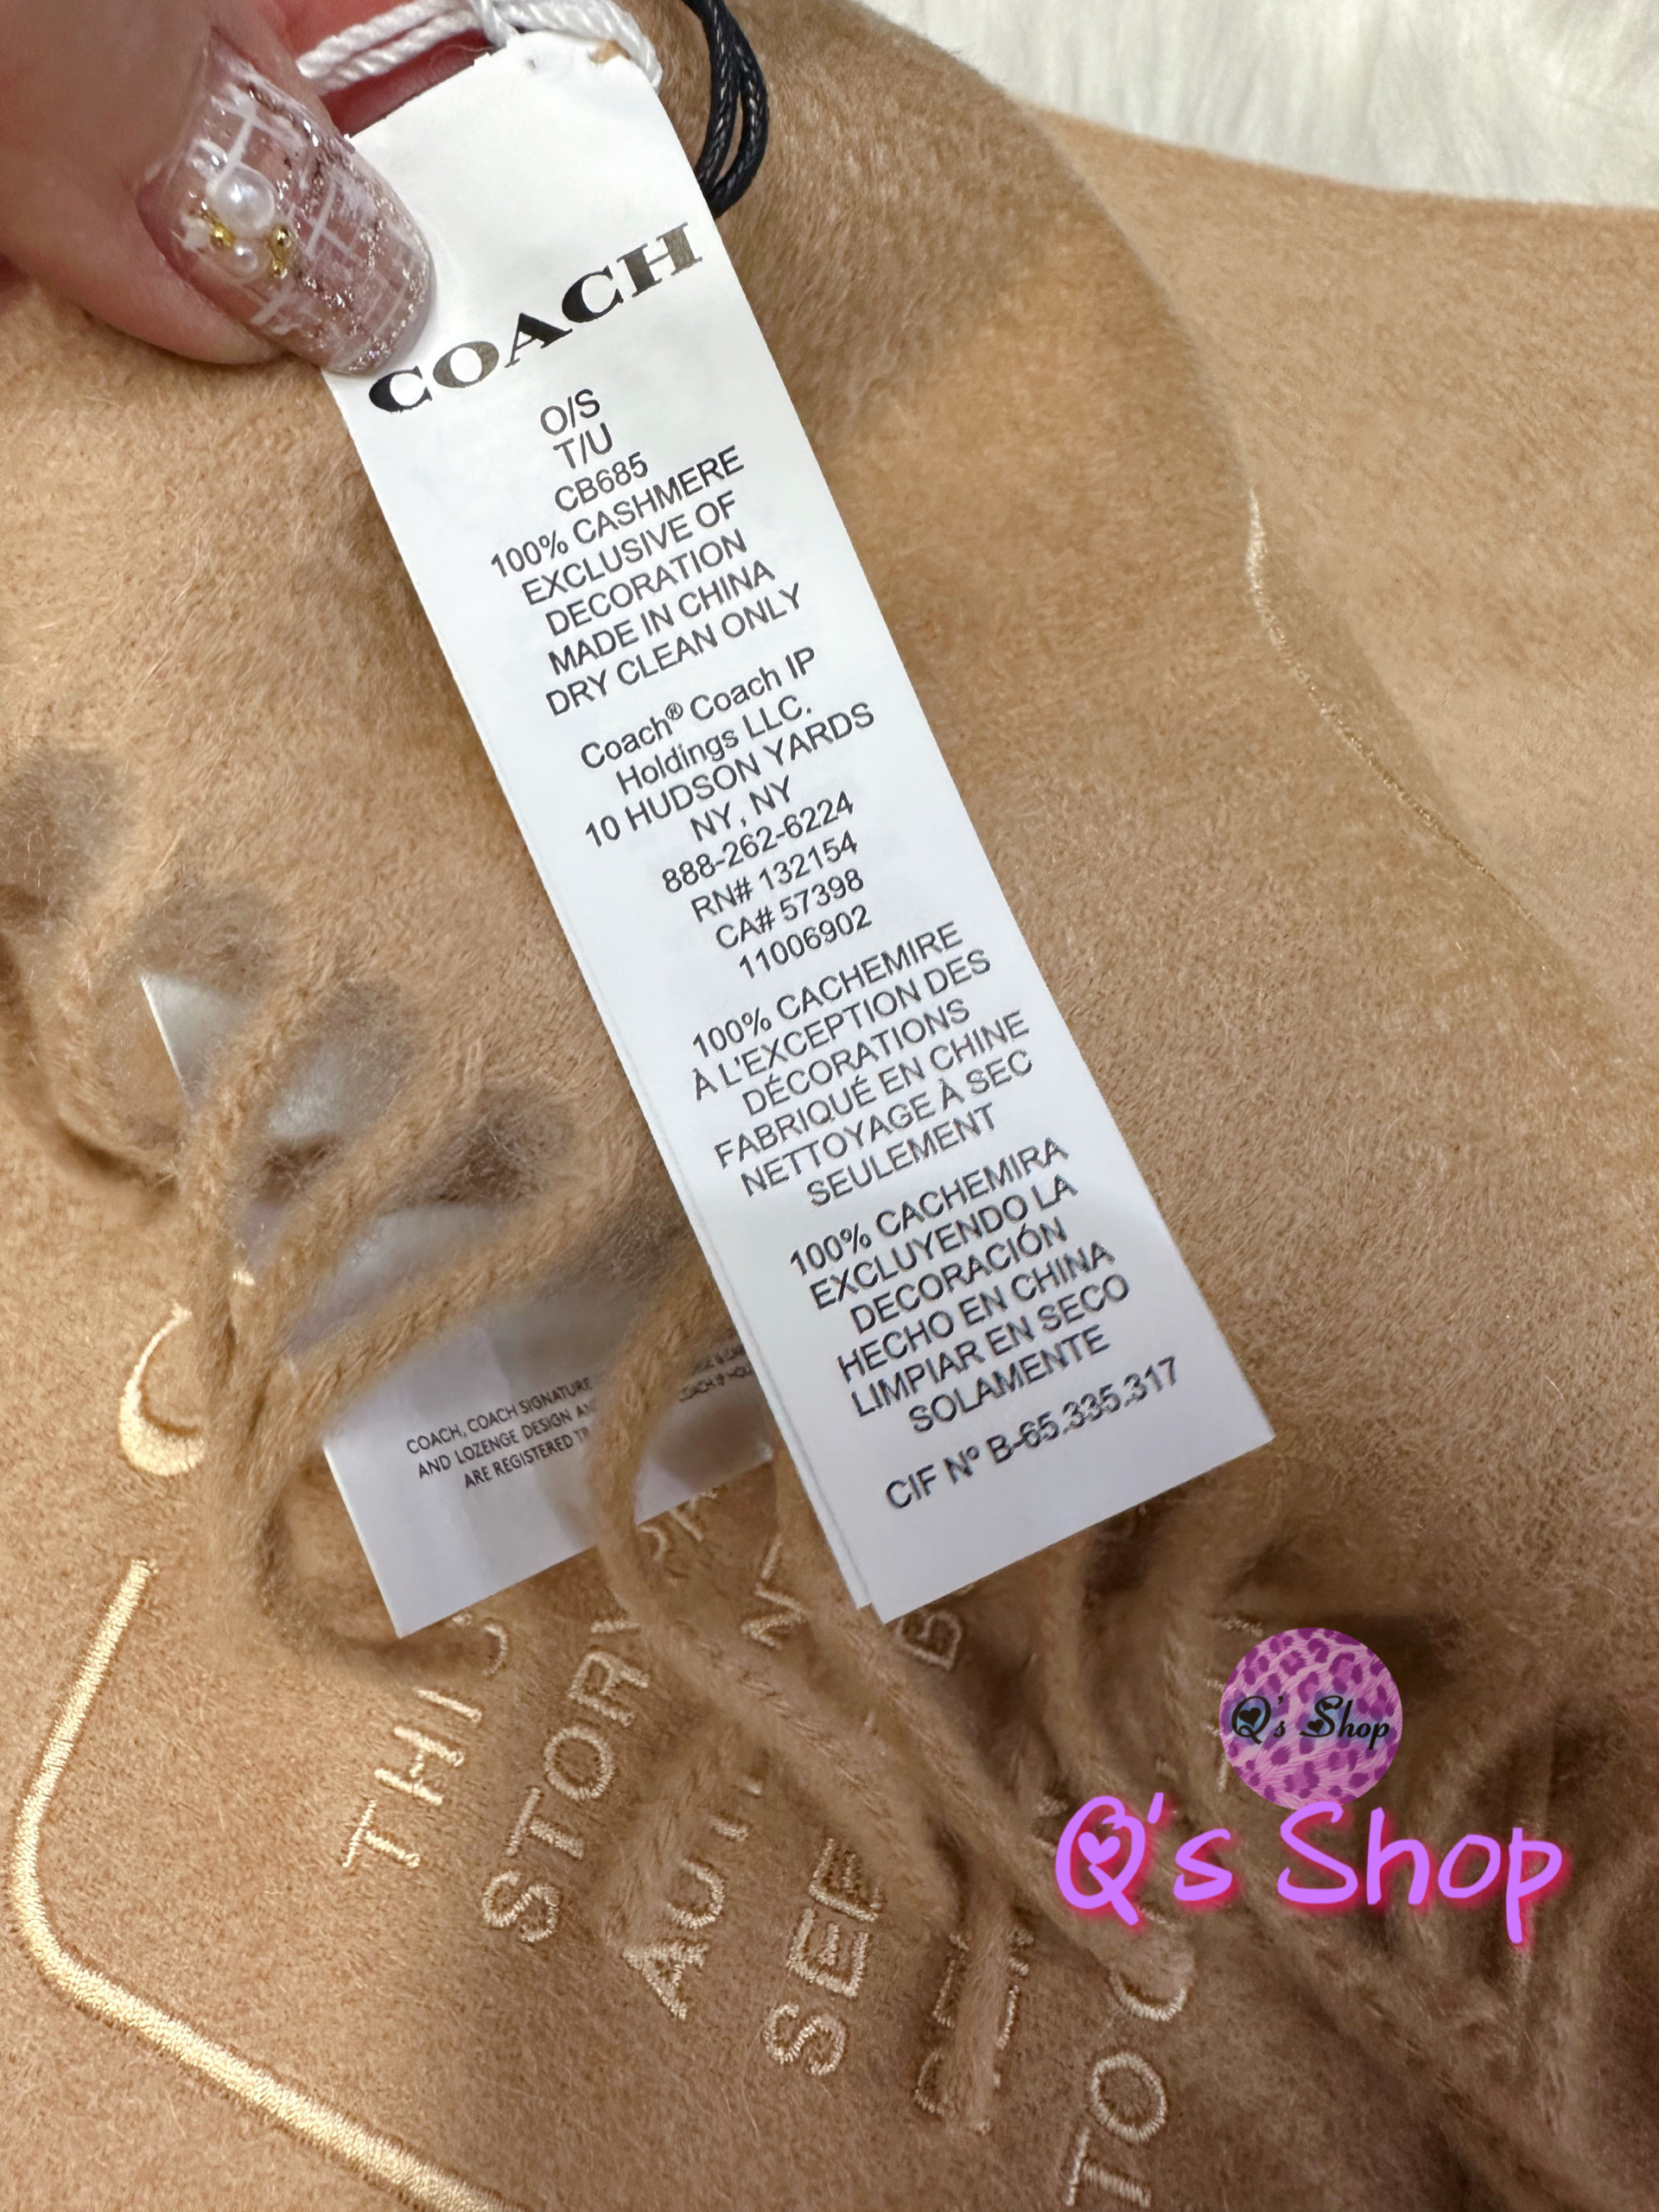 COACH
O/S
T/U
CB685
100% CASHMERE
EXCLUSIVE OF
DECORATION
MADE IN CHINA
DRY CLEAN ONLY
Coach® Coach IP
Holdings LLC.
10 HUDSON YARDS
NY, NY
888-262-6224
RN# 132154
CA# 57398
11006902
100% CACHEMIRE
À L'EXCEPTION DES
DÉCORATIONS
FABRIQUÉ EN CHINE
NETTOYAGE À SEC
SEULEMENT
100% CACHEMIRA
EXCLUYENDO LA
DECORACIÓN
HECHO EN CHINA
LIMPIAR EN SECO
SOLAMENTE
CIF Nº B-65.335.317
COACH, COACH SIGNATURE
AND LOZENGE DESIGN
ARE REGISTERED
STORY
SEE
TO
Q's Shop
Q's Shop